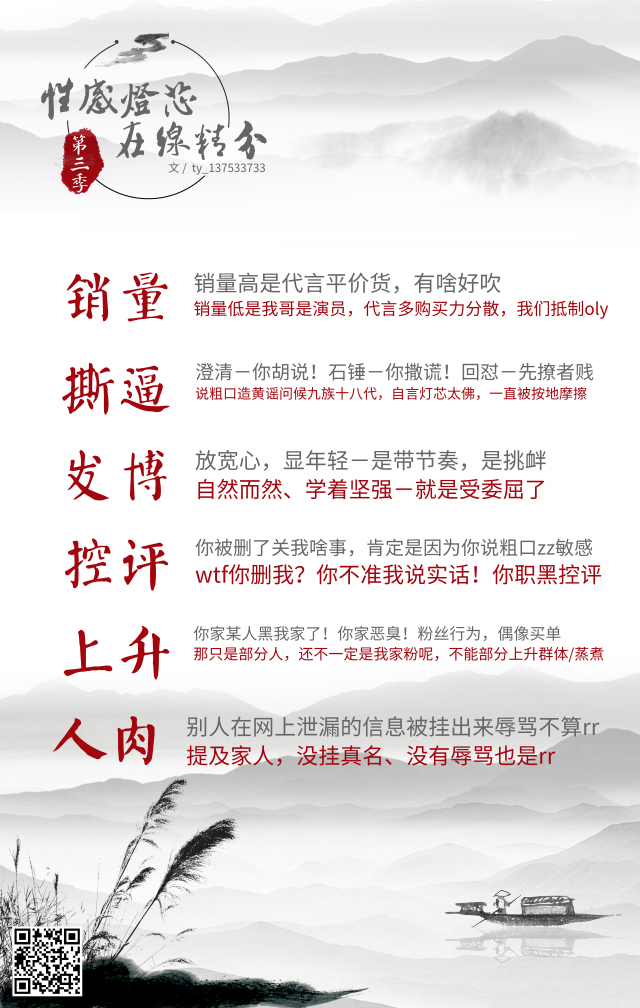 性感燈芯
在線精分
第三季
文 / ty_137533733
销量
销量高是代言平价货，有啥好吹
销量低是我哥是演员，代言多购买力分散，我们抵制oly
撕逼
澄清－你胡说！石锤－你撒谎！回怼－先撩者贱
说粗口造黄谣问候九族十八代，自言灯芯太佛，一直被按地摩擦
发博
放宽心，显年轻－是带节奏，是挑衅
自然而然、学着坚强－就是受委屈了
控评
你被删了关我啥事，肯定是因为你说粗口zz敏感
wtf你删我？你不准我说实话！你职黑控评
上升
你家某人黑我家了！你家恶臭！粉丝行为，偶像买单
那只是部分人，还不一定是我家粉呢，不能部分上升群体/蒸煮
人肉
别人在网上泄漏的信息被挂出来辱骂不算rr
提及家人，没挂真名、没有辱骂也是rr